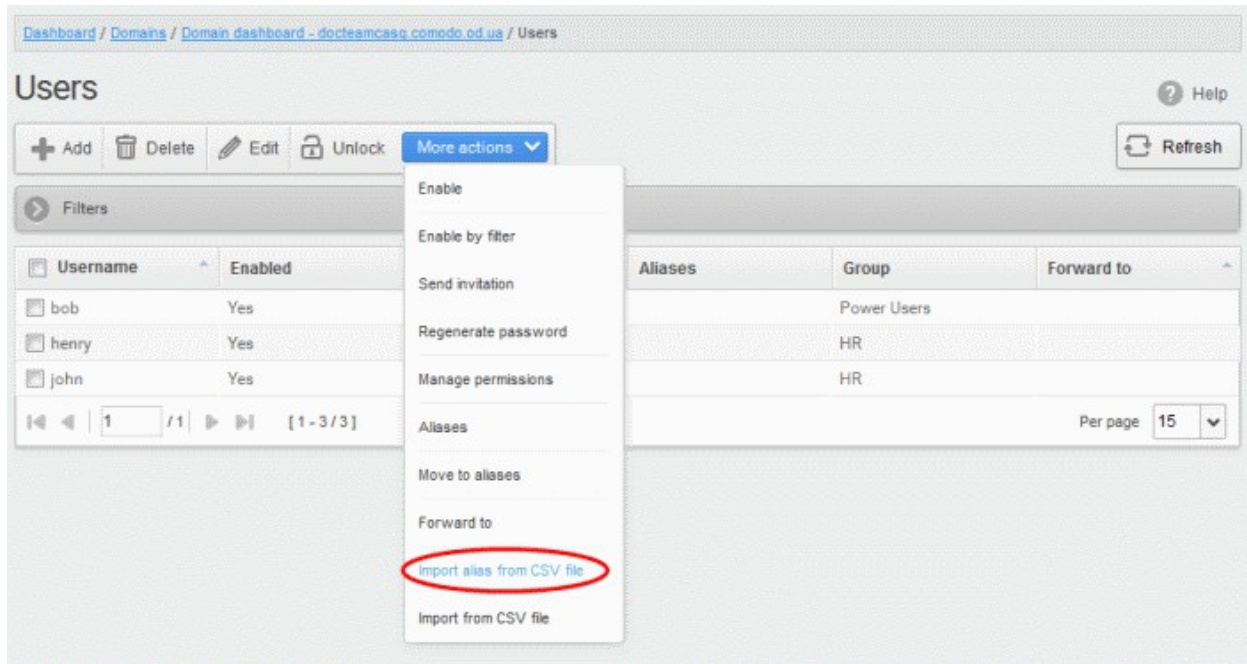 Dashboard / Domains / Domain dashboard - docteamcasg.comodo.od.ua / Users
Users
Help
Add Delete Edit Unlock More actions Refresh
Filters
Username Enabled Aliases Group Forward to
bob Yes Power Users
henry Yes HR
john Yes HR
1 / 1 [ 1 - 3 / 3 ] Per page 15
Enable
Enable by filter
Send invitation
Regenerate password
Manage permissions
Aliases
Move to aliases
Forward to
Import alias from CSV file
Import from CSV file